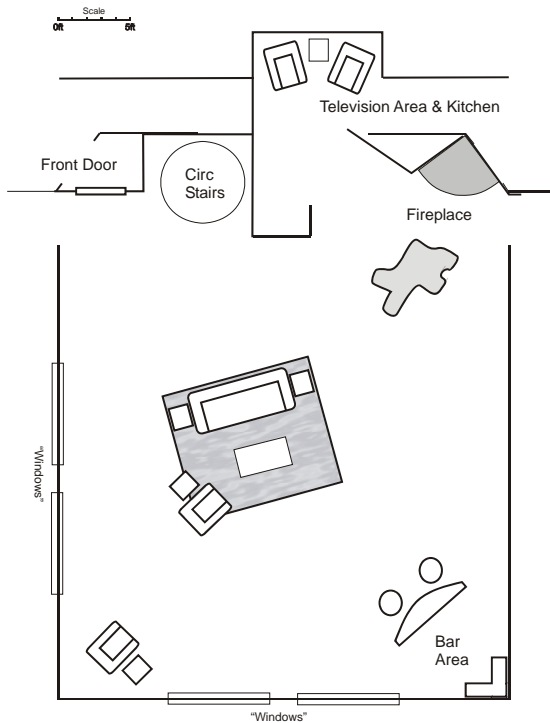 Scale
0ft 5ft
Television Area & Kitchen
Front Door
Circ
Stairs
Fireplace
"Windows"
Bar
Area
"Windows"